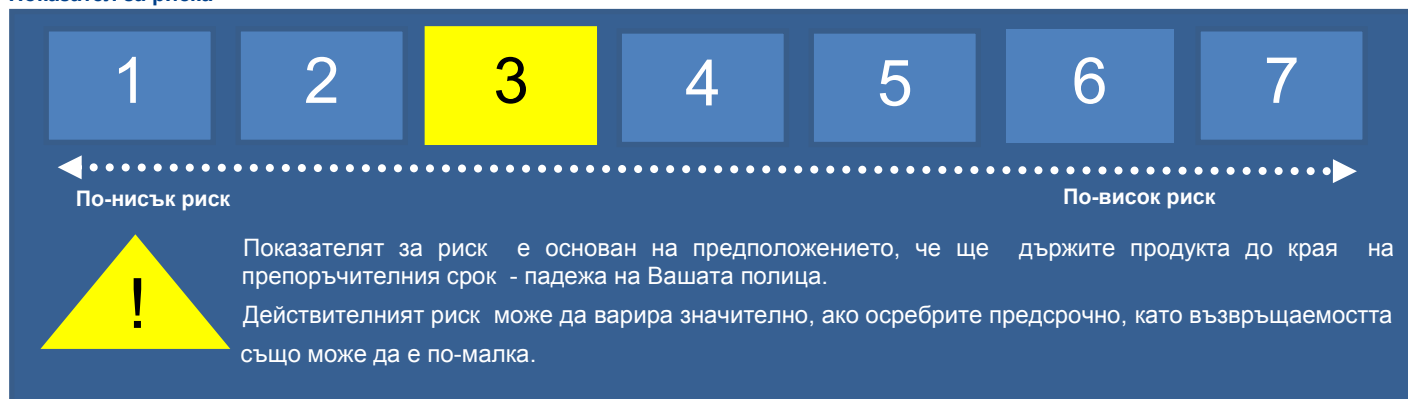 1 2 3 4 5 6 7
По-нисък риск По-висок риск
! Показателят за риск е основан на предположението, че ще държите продукта до края на
препоръчителния срок - падежа на Вашата полица.
Действителният риск може да варира значително, ако осребрите предсрочно, като възвръщаемостта
също може да е по-малка.